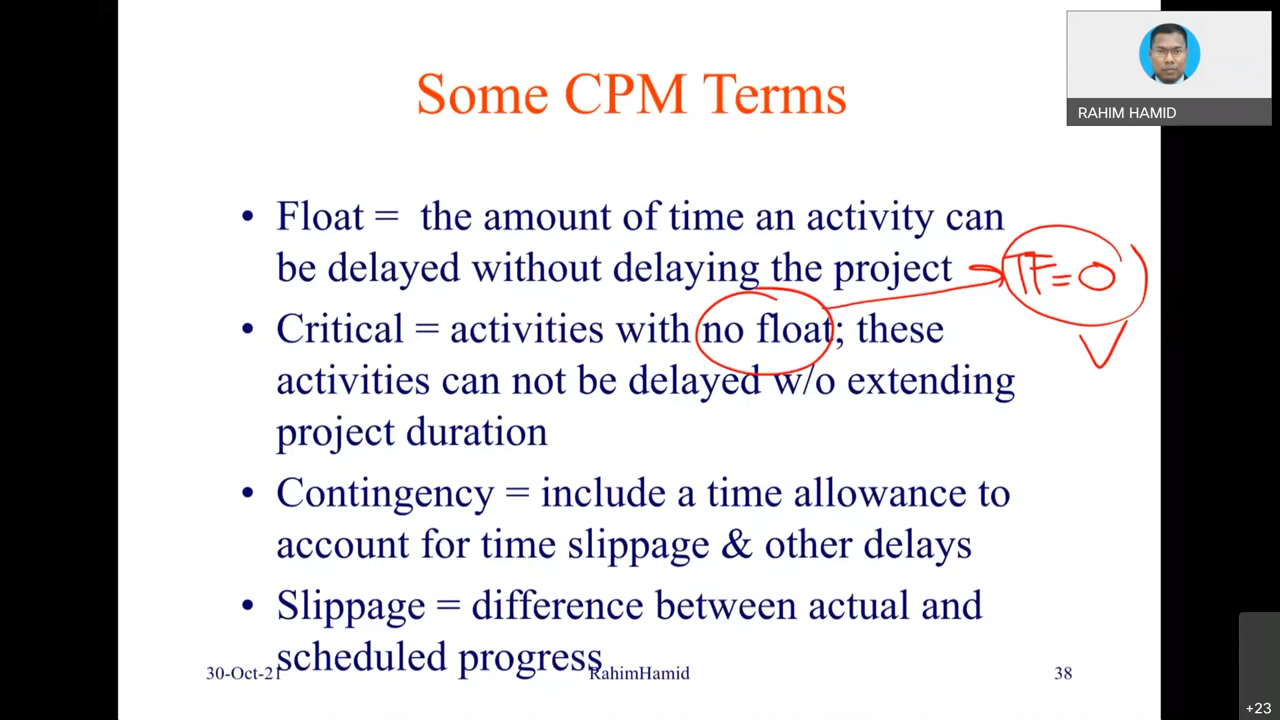 Some CPM Terms
RAHIM HAMID
• Float = the amount of time an activity can
be delayed without delaying the project
TF=0
• Critical = activities with no float; these
activities can not be delayed w/o extending
project duration
• Contingency = include a time allowance to
account for time slippage & other delays
• Slippage = difference between actual and
scheduled progress
30-Oct-21
RahimHamid
38
+23